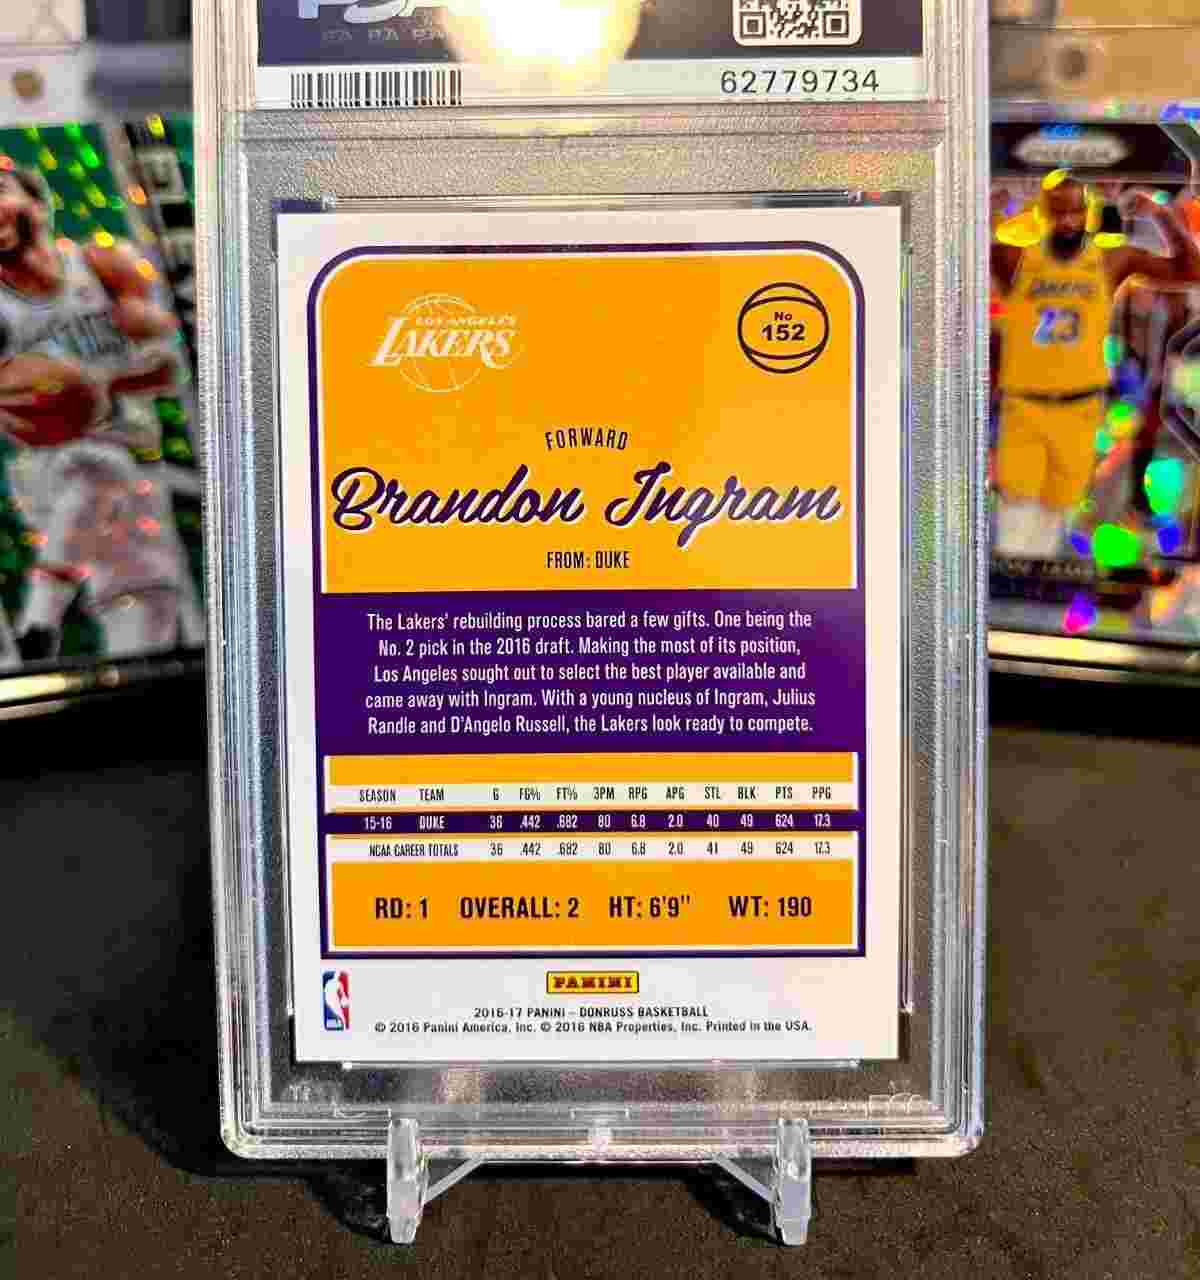 62779734
LOS ANGELES
LAKERS
No
152
FORWARD
Brandon Ingram
FROM: DUKE
The Lakers' rebuilding process bared a few gifts. One being the
No. 2 pick in the 2016 draft. Making the most of its position,
Los Angeles sought out to select the best player available and
came away with Ingram. With a young nucleus of Ingram, Julius
Randle and D'Angelo Russell, the Lakers look ready to compete.
SEASON TEAM G FG% FT% 3PM RPG APG STL BLK PTS PPG
15-16 DUKE 36 .442 .682 80 6.8 2.0 40 49 624 17.3
NCAA CAREER TOTALS 36 .442 .682 80 6.8 2.0 41 49 624 17.3
RD: 1 OVERALL: 2 HT: 6'9" WT: 190
PANINI
2016-17 PANINI – DONRUSS BASKETBALL
© 2016 Panini America, Inc. © 2016 NBA Properties, Inc. Printed in the USA.
LAKERS
23